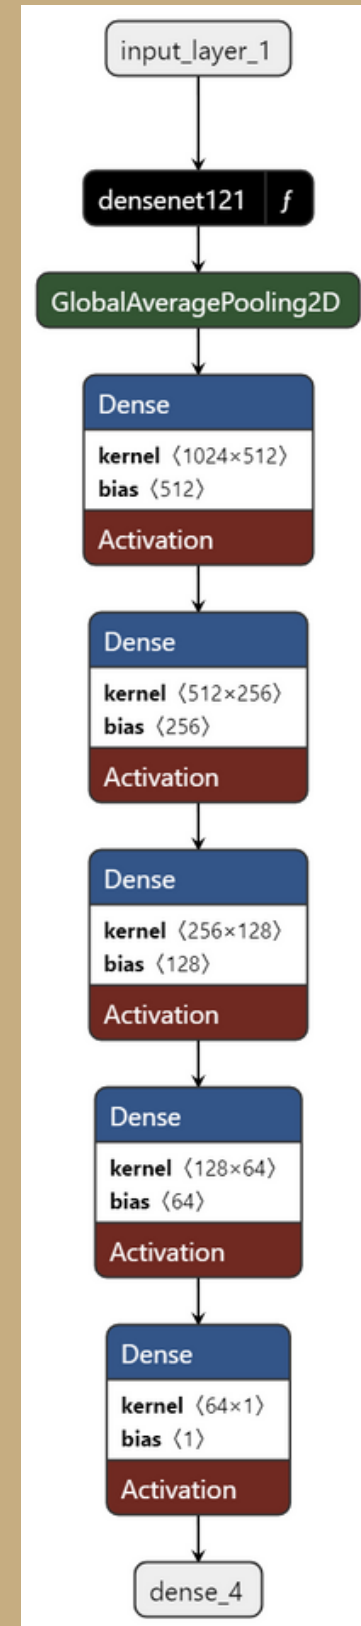 input_layer_1
densenet121 f
GlobalAveragePooling2D
Dense
kernel 〈1024×512〉
bias 〈512〉
Activation
Dense
kernel 〈512×256〉
bias 〈256〉
Activation
Dense
kernel 〈256×128〉
bias 〈128〉
Activation
Dense
kernel 〈128×64〉
bias 〈64〉
Activation
Dense
kernel 〈64×1〉
bias 〈1〉
Activation
dense_4